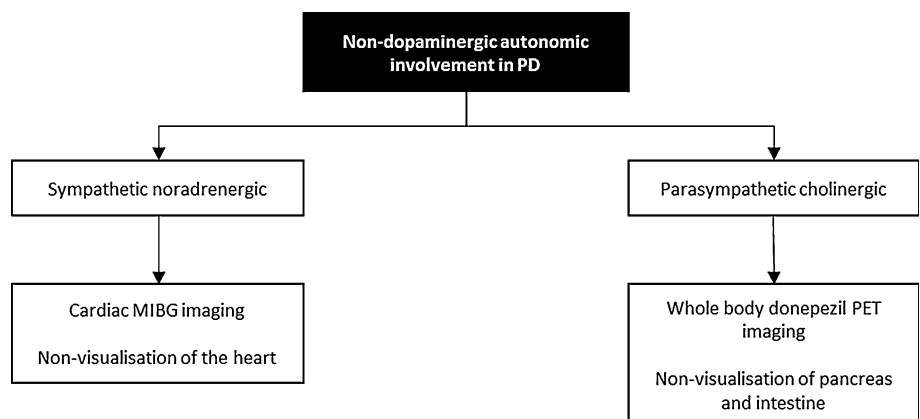 Non-dopaminergic autonomic
involvement in PD
Sympathetic noradrenergic
Parasympathetic cholinergic
Cardiac MIBG imaging
Non-visualisation of the heart
Whole body donepezil PET
imaging
Non-visualisation of pancreas
and intestine